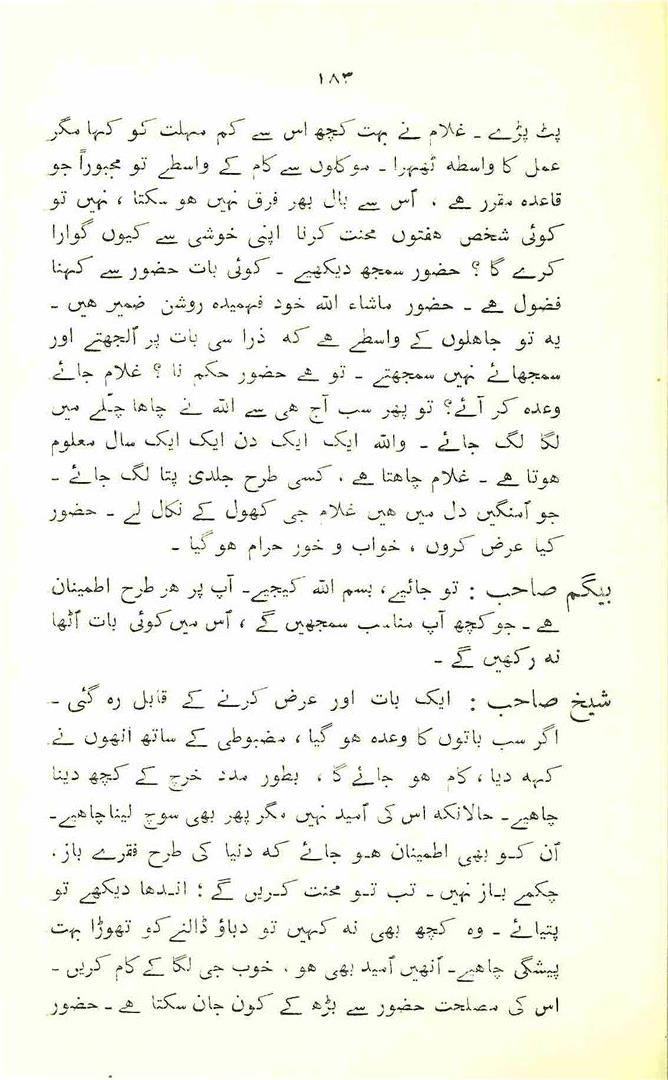 ۱۸۳
پٹ پڑے ۔ غلام نے بہت کچھ اس سے کم مہلت کو کہا مگر
عمل کا واسطہ ٹھہرا ۔ موکلوں سے کام کے واسطے تو مجبوراً جو
قاعدہ مقرر ہے ، اُس سے بال بھر فرق نہیں ہو سکتا ، نہیں تو
کوئی شخص ہفتوں محنت کرنا اپنی خوشی سے کیوں گوارا
کرے گا ؟ حضور سمجھ دیکھیے ۔ کوئی بات حضور سے کہنا
فضول ہے ۔ حضور ماشاء اللہ خود فہمیدہ روشن ضمیر ہیں ۔
یہ تو جاہلوں کے واسطے ہے کہ ذرا سی بات پر اُلجھتے اور
سمجھائے نہیں سمجھتے ۔ تو ہے حضور حکم نا ؟ غلام جائے
وعدہ کر آئے؟ تو پھر سب آج ہی سے اللہ نے چاہا چِلّے میں
لگا لگ جائے ۔ واللہ ایک ایک دن ایک ایک سال معلوم
ہوتا ہے ۔ غلام چاہتا ہے ، کسی طرح جلدی پتا لگ جائے ۔
جو اُمنگیں دل میں ہیں غلام جی کھول کے نکال لے ۔ حضور
کیا عرض کروں ، خواب و خور حرام ہو گیا ۔
بیگم صاحب : تو جائیے، بسم اللہ کیجیے۔ آپ پر ہر طرح اطمینان
ہے ۔ جو کچھ آپ مناسب سمجھیں گے ، اُس میں کوئی بات اُٹھا
نہ رکھیں گے ۔
شیخ صاحب : ایک بات اور عرض کرنے کے قابل رہ گئی ۔
اگر سب باتوں کا وعدہ ہو گیا ، مضبوطی کے ساتھ اُنھوں نے
کہہ دیا ، کام ہو جائے گا ، بطور مدد خرچ کے کچھ دینا
چاہیے۔ حالانکہ اس کی اُمید نہیں مگر پھر بھی سوچ لینا چاہیے۔
اُن کو بھی اطمینان ہو جائے کہ دنیا کی طرح فقرے باز،
چکمے باز نہیں ۔ تب تو محنت کریں گے ؛ اندھا دیکھے تو
پتیائے ۔ وہ کچھ بھی نہ کہیں تو دباؤ ڈالنے کو تھوڑا بہت
پیشگی چاہیے۔ اُنھیں اُمید بھی ہو ، خوب جی لگا کے کام کریں ۔
اس کی مصلحت حضور سے بڑھ کے کون جان سکتا ہے ۔ حضور